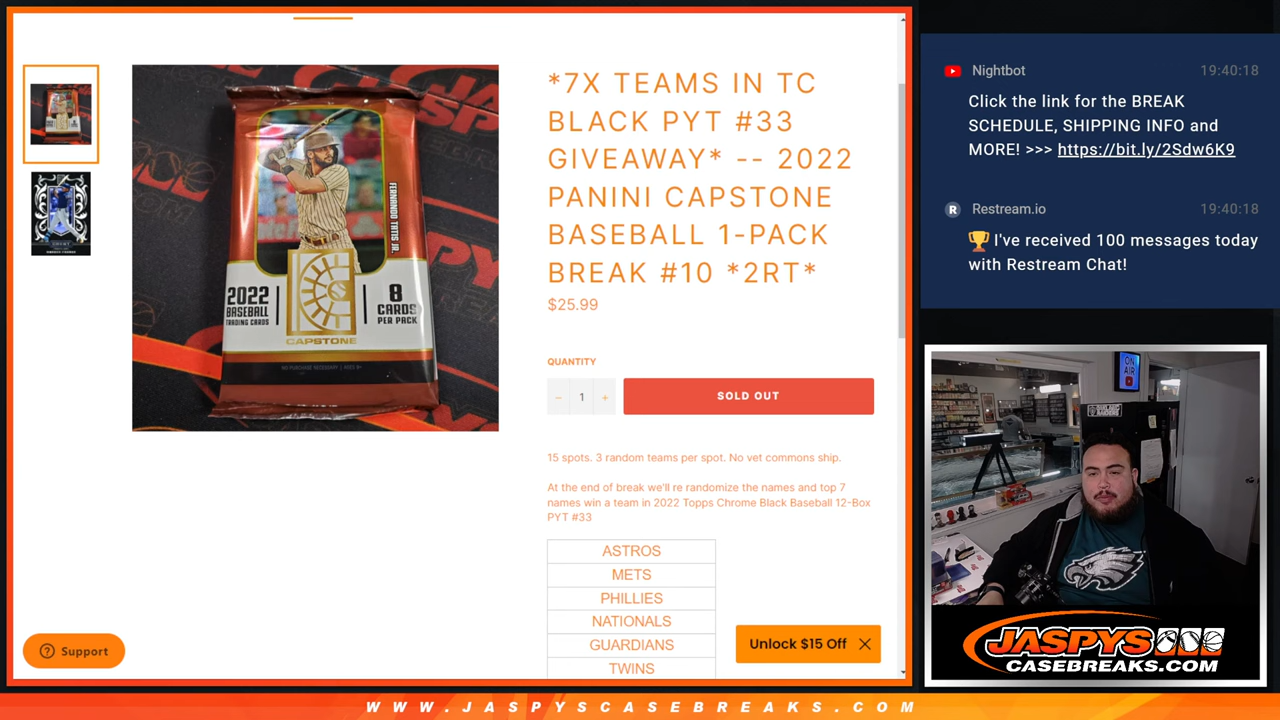 *7X TEAMS IN TC
BLACK PYT #33
GIVEAWAY* -- 2022
PANINI CAPSTONE
BASEBALL 1-PACK
BREAK #10 *2RT*
$25.99
QUANTITY
− 1 +
SOLD OUT
15 spots. 3 random teams per spot. No vet commons ship.
At the end of break we'll re randomize the names and top 7
names win a team in 2022 Topps Chrome Black Baseball 12-Box
PYT #33
ASTROS
METS
PHILLIES
NATIONALS
GUARDIANS
TWINS
FERNANDO TATIS JR.
2022
BASEBALL
TRADING CARDS
8
CARDS
PER PACK
CAPSTONE
Support
Unlock $15 Off
Nightbot 19:40:18
Click the link for the BREAK
SCHEDULE, SHIPPING INFO and
MORE! >>> https://bit.ly/2Sdw6K9
Restream.io 19:40:18
🏆 I've received 100 messages today
with Restream Chat!
ON
AIR
JASPYS
CASEBREAKS.COM
WWW.JASPYSCASEBREAKS.COM